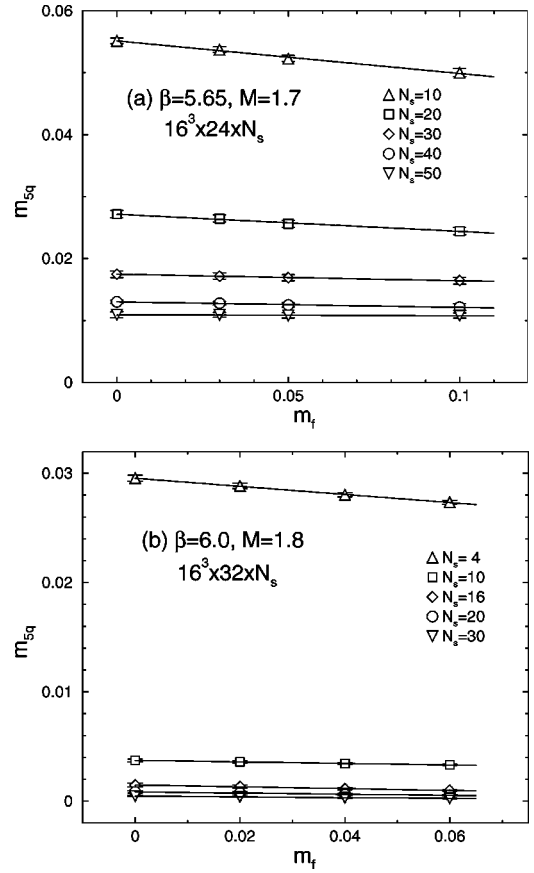 0.06
(a) β=5.65, M=1.7
16³x24xNₛ
Nₛ=10
Nₛ=20
Nₛ=30
Nₛ=40
Nₛ=50
0.04
m₅q
0.02
0
0
0.05
0.1
m_f
0.03
(b) β=6.0, M=1.8
16³x32xNₛ
Nₛ= 4
Nₛ=10
Nₛ=16
Nₛ=20
Nₛ=30
0.02
m₅q
0.01
0
0
0.02
0.04
0.06
m_f